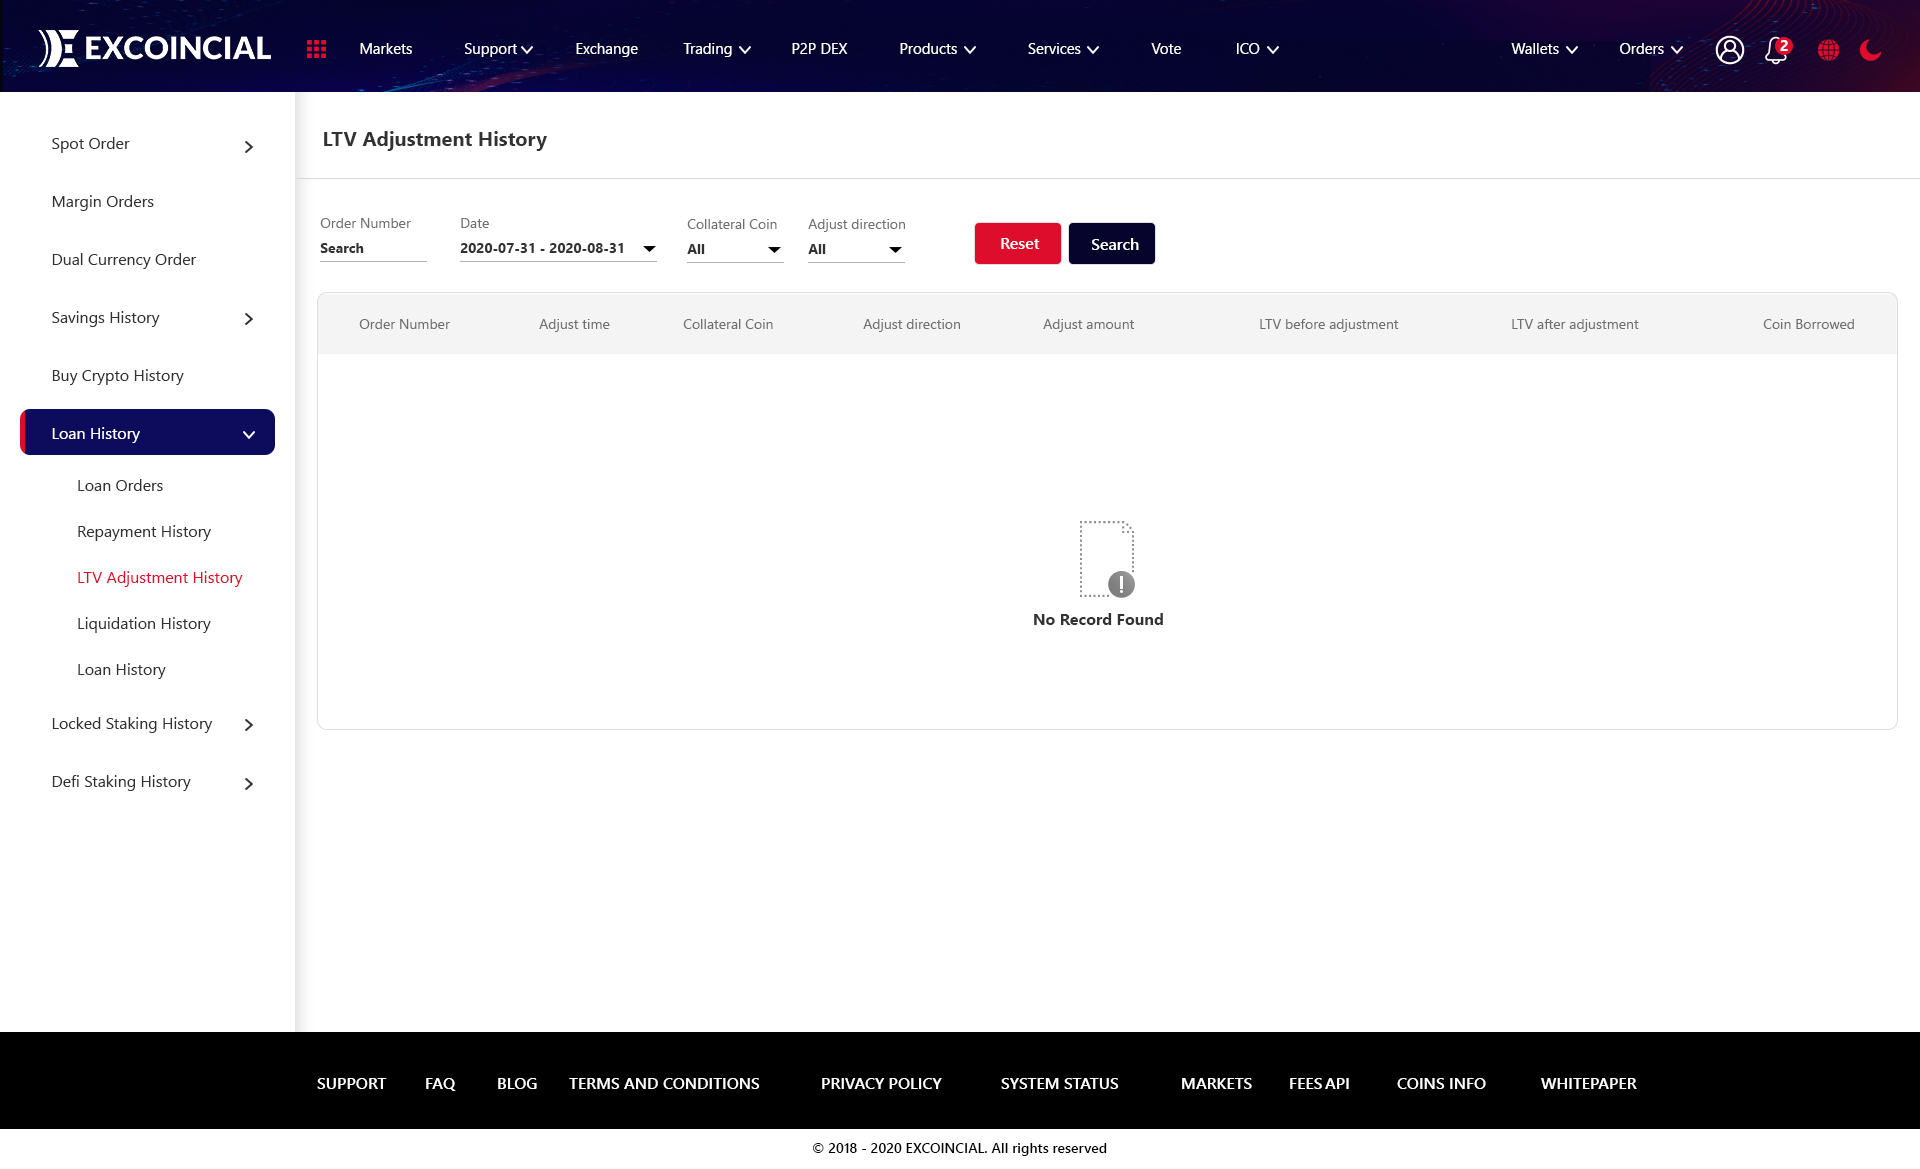 EXCOINCIAL Markets Support Exchange Trading P2P DEX Products Services Vote ICO Wallets Orders 2
Spot Order
Margin Orders
Dual Currency Order
Savings History
Buy Crypto History
Loan History
Loan Orders
Repayment History
LTV Adjustment History
Liquidation History
Loan History
Locked Staking History
Defi Staking History
LTV Adjustment History
Order Number Date Collateral Coin Adjust direction
Search 2020-07-31 - 2020-08-31 All All Reset Search
Order Number Adjust time Collateral Coin Adjust direction Adjust amount LTV before adjustment LTV after adjustment Coin Borrowed
No Record Found
SUPPORT FAQ BLOG TERMS AND CONDITIONS PRIVACY POLICY SYSTEM STATUS MARKETS FEES API COINS INFO WHITEPAPER
© 2018 - 2020 EXCOINCIAL. All rights reserved